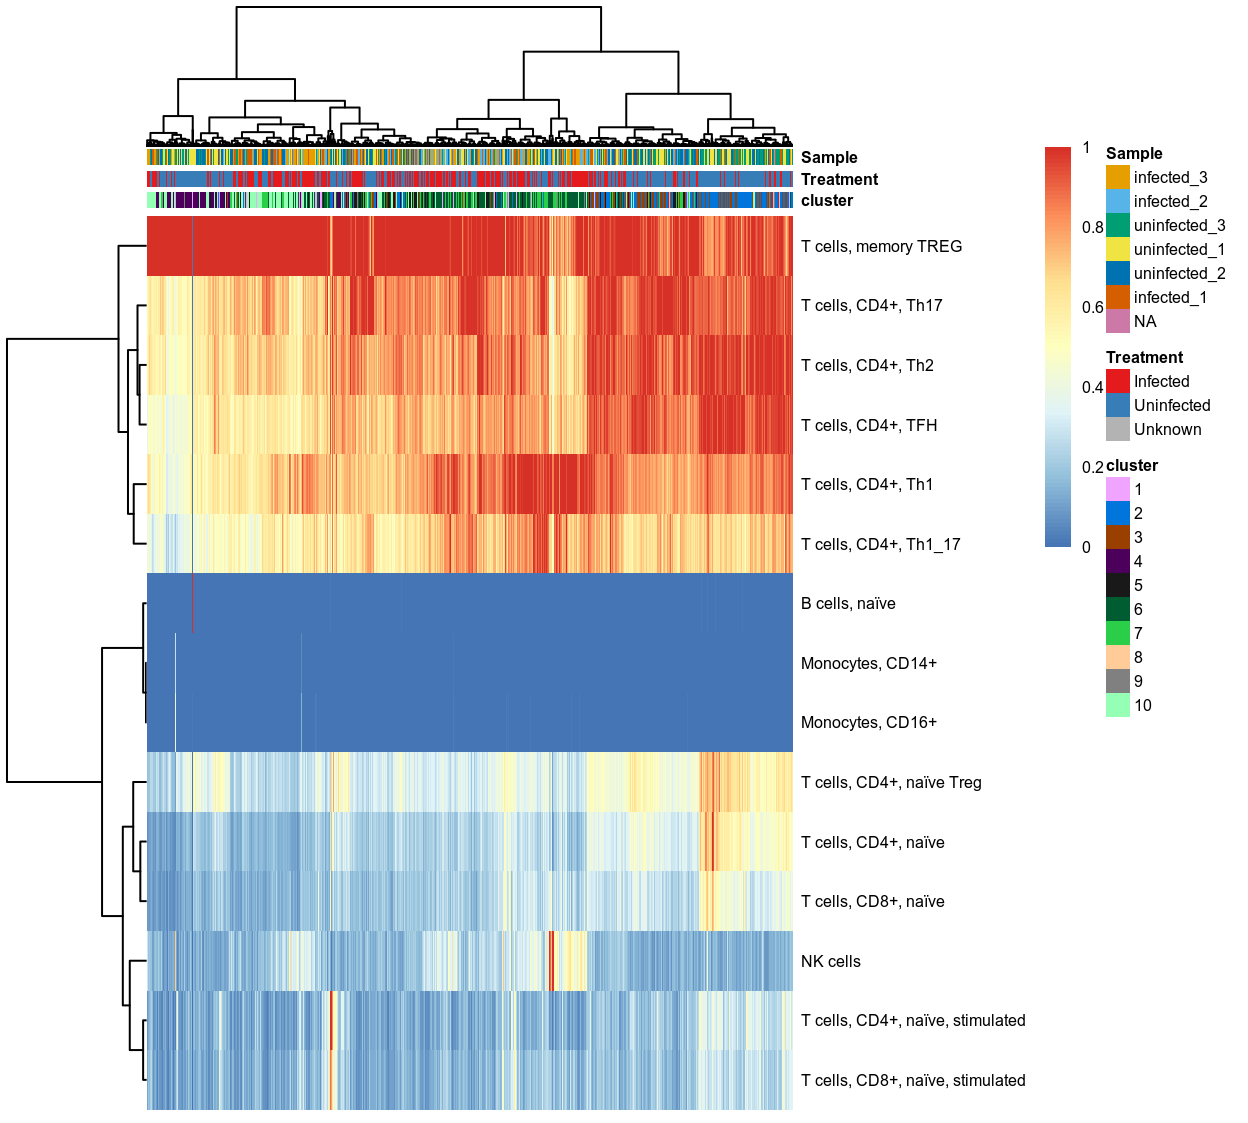 Sample
Treatment
cluster
T cells, memory TREG
T cells, CD4+, Th17
T cells, CD4+, Th2
T cells, CD4+, TFH
T cells, CD4+, Th1
T cells, CD4+, Th1_17
B cells, naïve
Monocytes, CD14+
Monocytes, CD16+
T cells, CD4+, naïve Treg
T cells, CD4+, naïve
T cells, CD8+, naïve
NK cells
T cells, CD4+, naïve, stimulated
T cells, CD8+, naïve, stimulated
1
0.8
0.6
0.4
0.2
0
Sample
infected_3
infected_2
uninfected_3
uninfected_1
uninfected_2
infected_1
NA
Treatment
Infected
Uninfected
Unknown
cluster
1
2
3
4
5
6
7
8
9
10